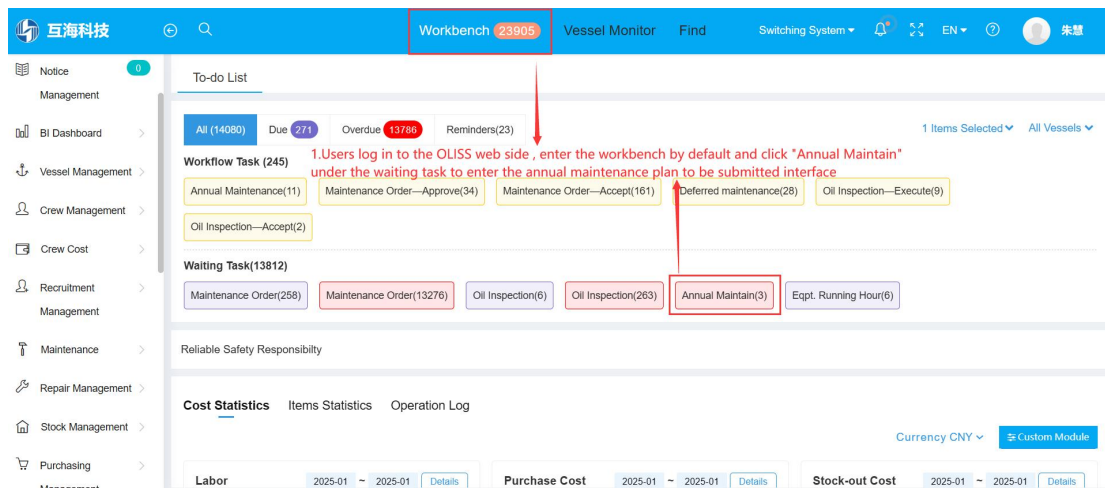 互海科技
Workbench 23905
Vessel Monitor
Find
Switching System
EN
朱慧
Notice
Management
0
BI Dashboard
Vessel Management
Crew Management
Crew Cost
Recruitment
Management
Maintenance
Repair Management
Stock Management
Purchasing
To-do List
All (14080)
Due 271
Overdue 13786
Reminders(23)
1 Items Selected
All Vessels
1.Users log in to the OLISS web side , enter the workbench by default and click "Annual Maintain"
under the waiting task to enter the annual maintenance plan to be submitted interface
Workflow Task (245)
Annual Maintenance(11)
Maintenance Order—Approve(34)
Maintenance Order—Accept(161)
Deferred maintenance(28)
Oil Inspection—Execute(9)
Oil Inspection—Accept(2)
Waiting Task(13812)
Maintenance Order(258)
Maintenance Order(13276)
Oil Inspection(6)
Oil Inspection(263)
Annual Maintain(3)
Eqpt. Running Hour(6)
Reliable Safety Responsibilty
Cost Statistics
Items Statistics
Operation Log
Currency CNY
Custom Module
Labor
2025-01 ~ 2025-01
Details
Purchase Cost
2025-01 ~ 2025-01
Details
Stock-out Cost
2025-01 ~ 2025-01
Details